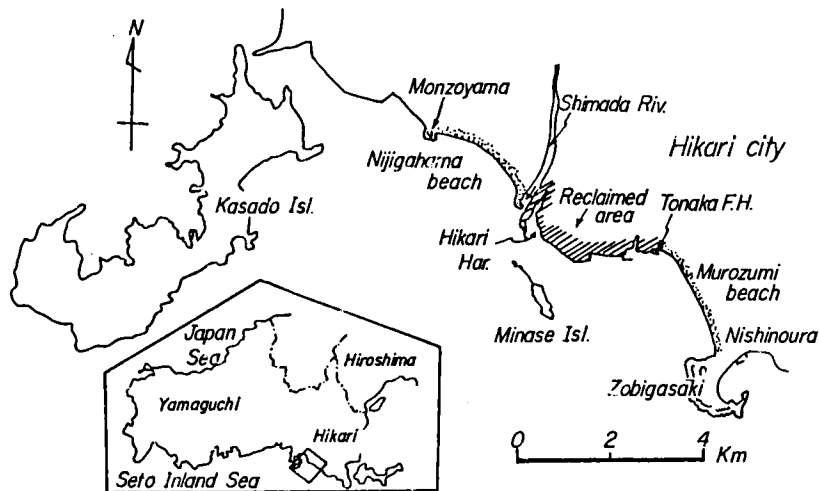 N
Monzoyama
Shimada Riv.
Hikari city
Nijigahama
beach
Reclaimed
area
Tonaka F.H.
Kasado Isl.
Hikari
Har.
Murozumi
beach
Minase Isl.
Nishinoura
Zobigasaki
Japan
Sea
Hiroshima
Yamaguchi
Hikari
Seto Inland Sea
0 2 4
Km